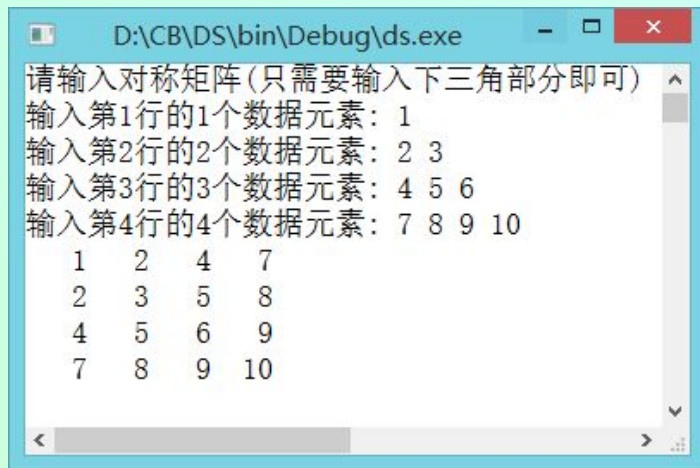 D:\CB\DS\bin\Debug\ds.exe
请输入对称矩阵(只需要输入下三角部分即可)
输入第1行的1个数据元素: 1
输入第2行的2个数据元素: 2 3
输入第3行的3个数据元素: 4 5 6
输入第4行的4个数据元素: 7 8 9 10
1 2 4 7
2 3 5 8
4 5 6 9
7 8 9 10